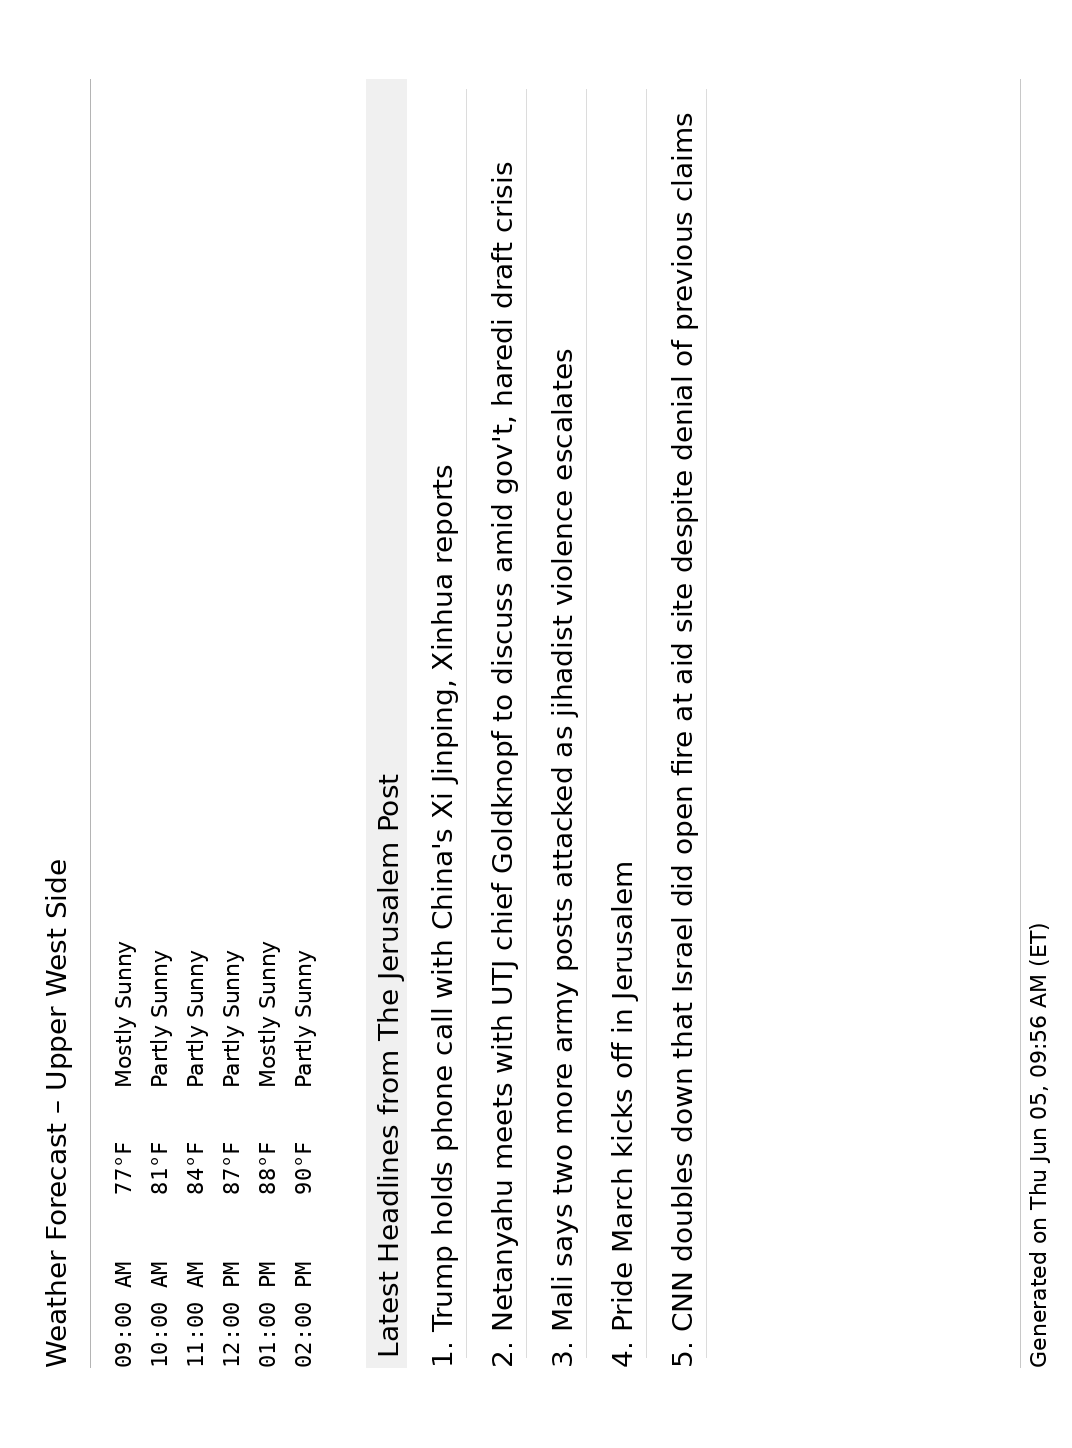 Weather Forecast – Upper West Side
09:00 AM 77°F Mostly Sunny
10:00 AM 81°F Partly Sunny
11:00 AM 84°F Partly Sunny
12:00 PM 87°F Partly Sunny
01:00 PM 88°F Mostly Sunny
02:00 PM 90°F Partly Sunny
Latest Headlines from The Jerusalem Post
1. Trump holds phone call with China's Xi Jinping, Xinhua reports
2. Netanyahu meets with UTJ chief Goldknopf to discuss amid gov't, haredi draft crisis
3. Mali says two more army posts attacked as jihadist violence escalates
4. Pride March kicks off in Jerusalem
5. CNN doubles down that Israel did open fire at aid site despite denial of previous claims
Generated on Thu Jun 05, 09:56 AM (ET)